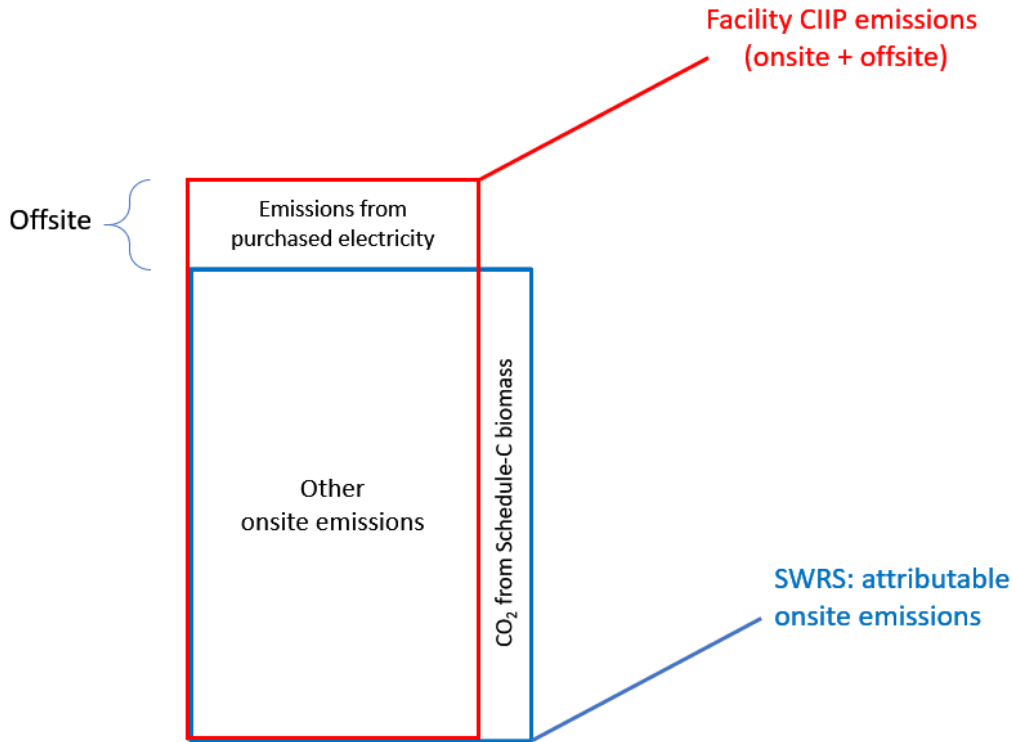 Facility CIIP emissions
(onsite + offsite)
Offsite
Emissions from
purchased electricity
Other
onsite emissions
CO₂ from Schedule-C biomass
SWRS: attributable
onsite emissions